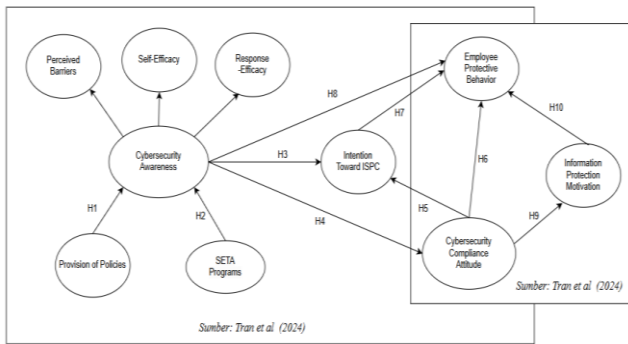 Perceived
Barriers
Self-Efficacy
Response
-Efficacy
Employee
Protective
Behavior
H8
H10
H7
Cybersecurity
Awareness
H3
Intention
Toward ISPC
H6
Information
Protection
Motivation
H1
H2
H4
H5
H9
Provision of Policies
SETA
Programs
Cybersecurity
Compliance
Attitude
Sumber: Tran et al (2024)
Sumber: Tran et al (2024)